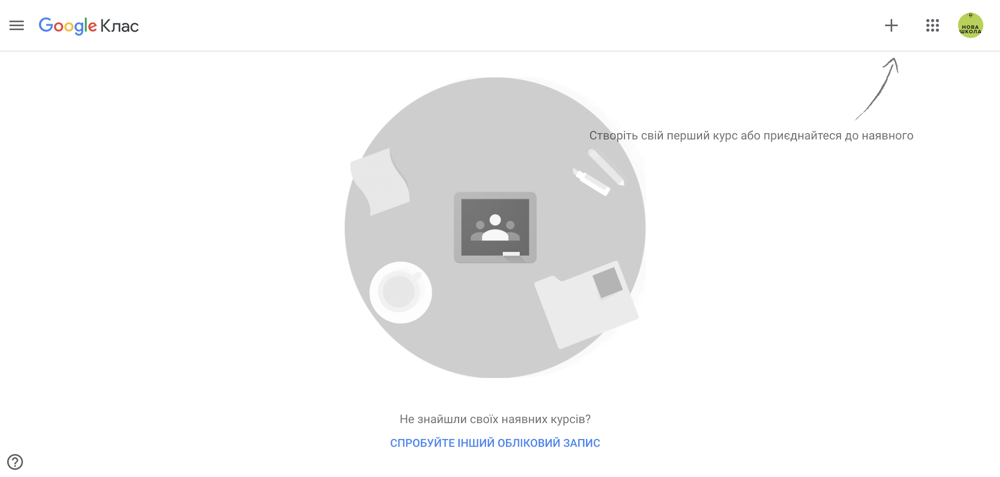 Google Клас
НОВА
ШКОЛА
Створіть свій перший курс або приєднайтеся до наявного
Не знайшли своїх наявних курсів?
СПРОБУЙТЕ ІНШИЙ ОБЛІКОВИЙ ЗАПИС